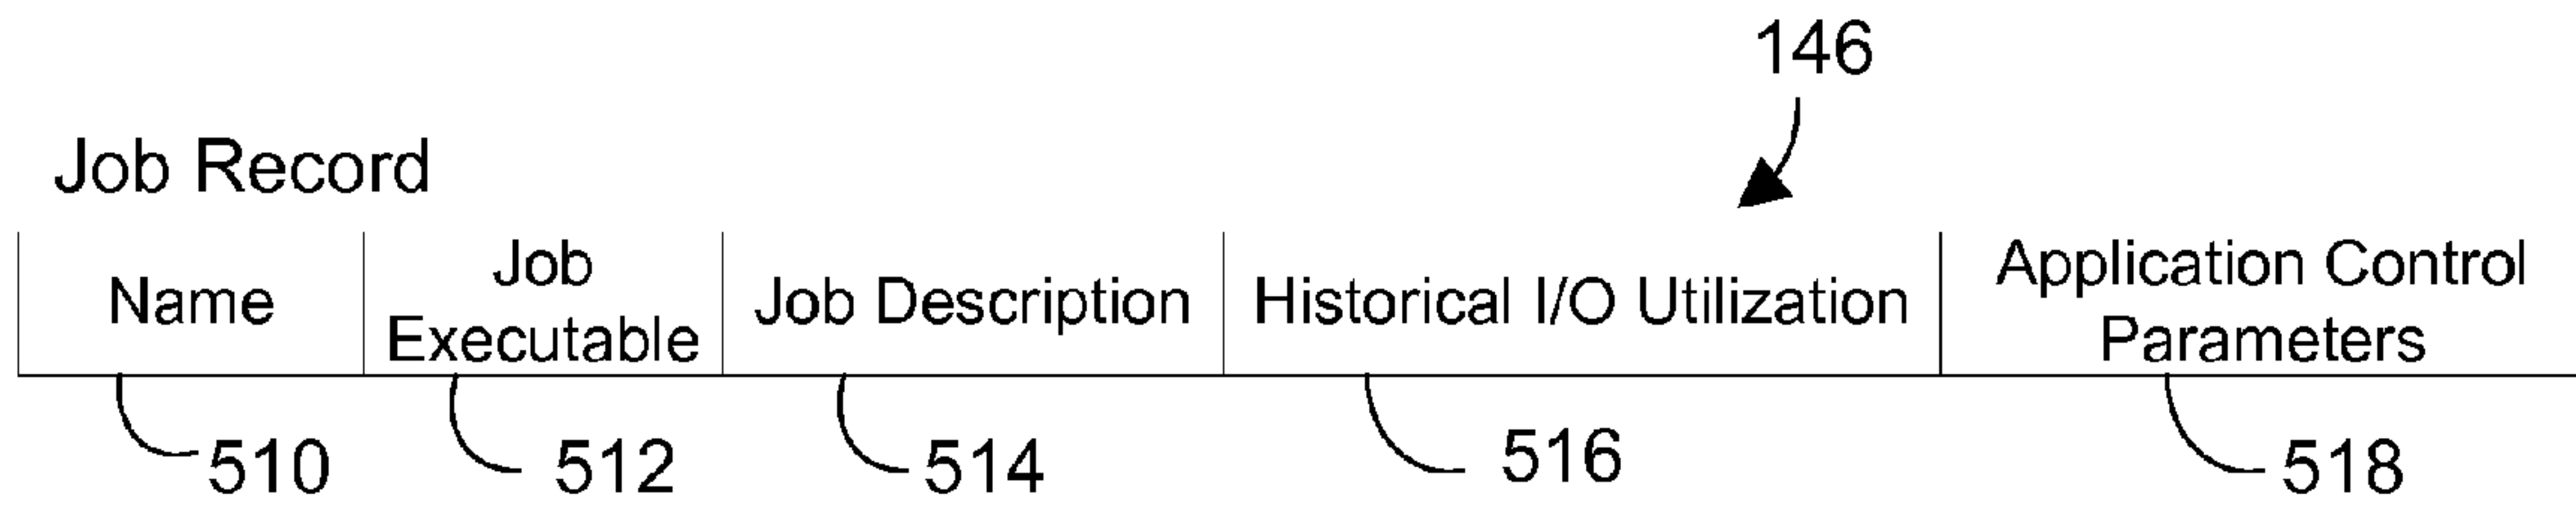 146
Job Record
Name
Job
Executable
Job Description
Historical I/O Utilization
Application Control
Parameters
510
512
514
516
518